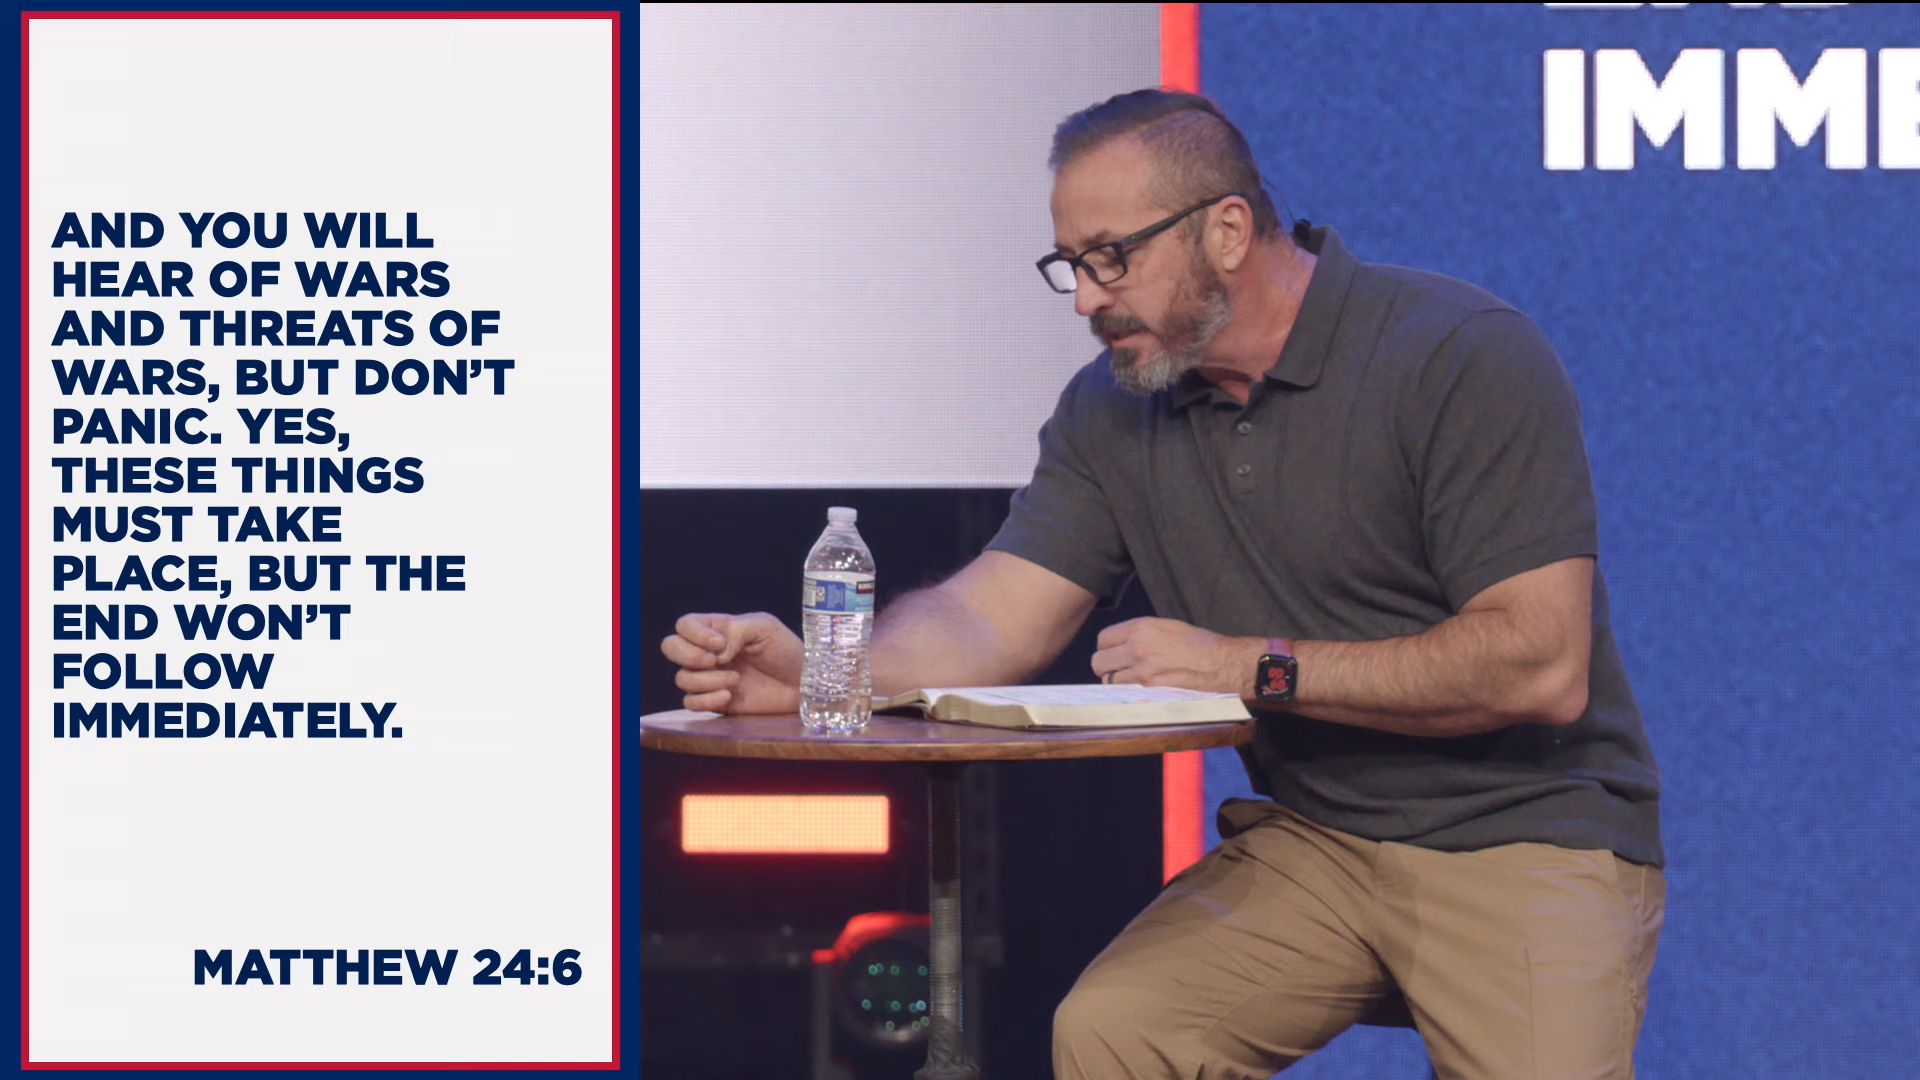 AND YOU WILL
HEAR OF WARS
AND THREATS OF
WARS, BUT DON’T
PANIC. YES,
THESE THINGS
MUST TAKE
PLACE, BUT THE
END WON’T
FOLLOW
IMMEDIATELY.
MATTHEW 24:6
IMME